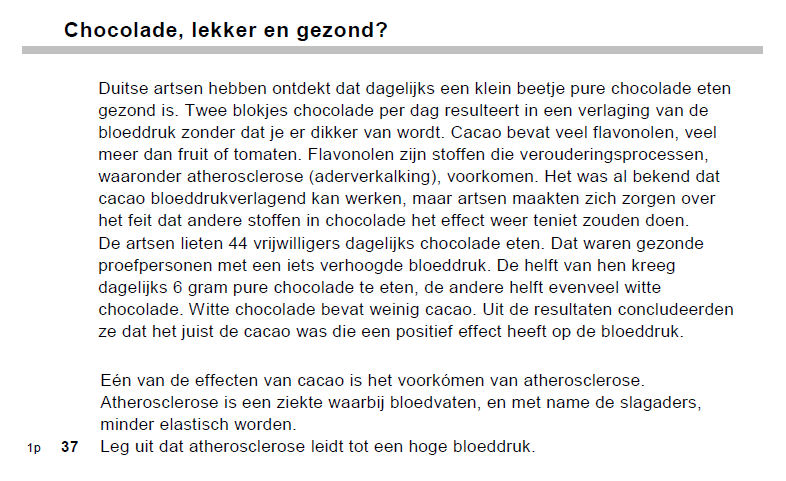 Chocolade, lekker en gezond?
Duitse artsen hebben ontdekt dat dagelijks een klein beetje pure chocolade eten
gezond is. Twee blokjes chocolade per dag resulteert in een verlaging van de
bloeddruk zonder dat je er dikker van wordt. Cacao bevat veel flavonolen, veel
meer dan fruit of tomaten. Flavonolen zijn stoffen die verouderingsprocessen,
waaronder atherosclerose (aderverkalking), voorkomen. Het was al bekend dat
cacao bloeddrukverlagend kan werken, maar artsen maakten zich zorgen over
het feit dat andere stoffen in chocolade het effect weer teniet zouden doen.
De artsen lieten 44 vrijwilligers dagelijks chocolade eten. Dat waren gezonde
proefpersonen met een iets verhoogde bloeddruk. De helft van hen kreeg
dagelijks 6 gram pure chocolade te eten, de andere helft evenveel witte
chocolade. Witte chocolade bevat weinig cacao. Uit de resultaten concludeerden
ze dat het juist de cacao was die een positief effect heeft op de bloeddruk.
Eén van de effecten van cacao is het voorkómen van atherosclerose.
Atherosclerose is een ziekte waarbij bloedvaten, en met name de slagaders,
minder elastisch worden.
1p 37 Leg uit dat atherosclerose leidt tot een hoge bloeddruk.